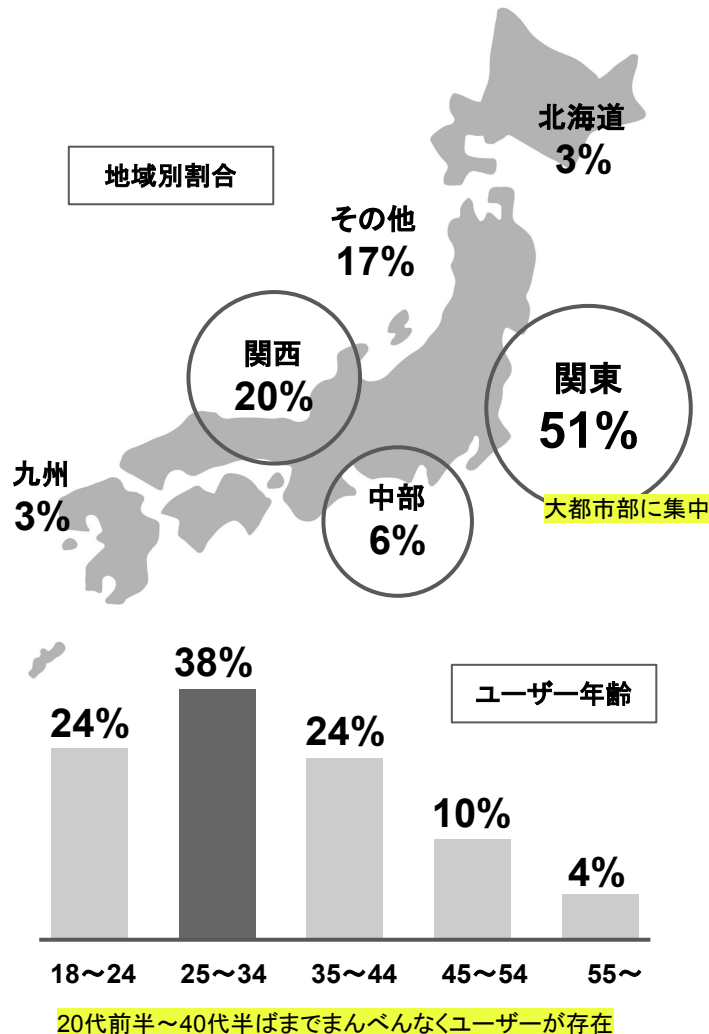 北海道
3%
地域別割合
その他
17%
関西
20%
関東
51%
九州
3%
中部
6%
大都市部に集中
38%
24%
ユーザー年齢
24%
10%
4%
18〜24 25〜34 35〜44 45〜54 55〜
20代前半〜40代半ばまでまんべんなくユーザーが存在